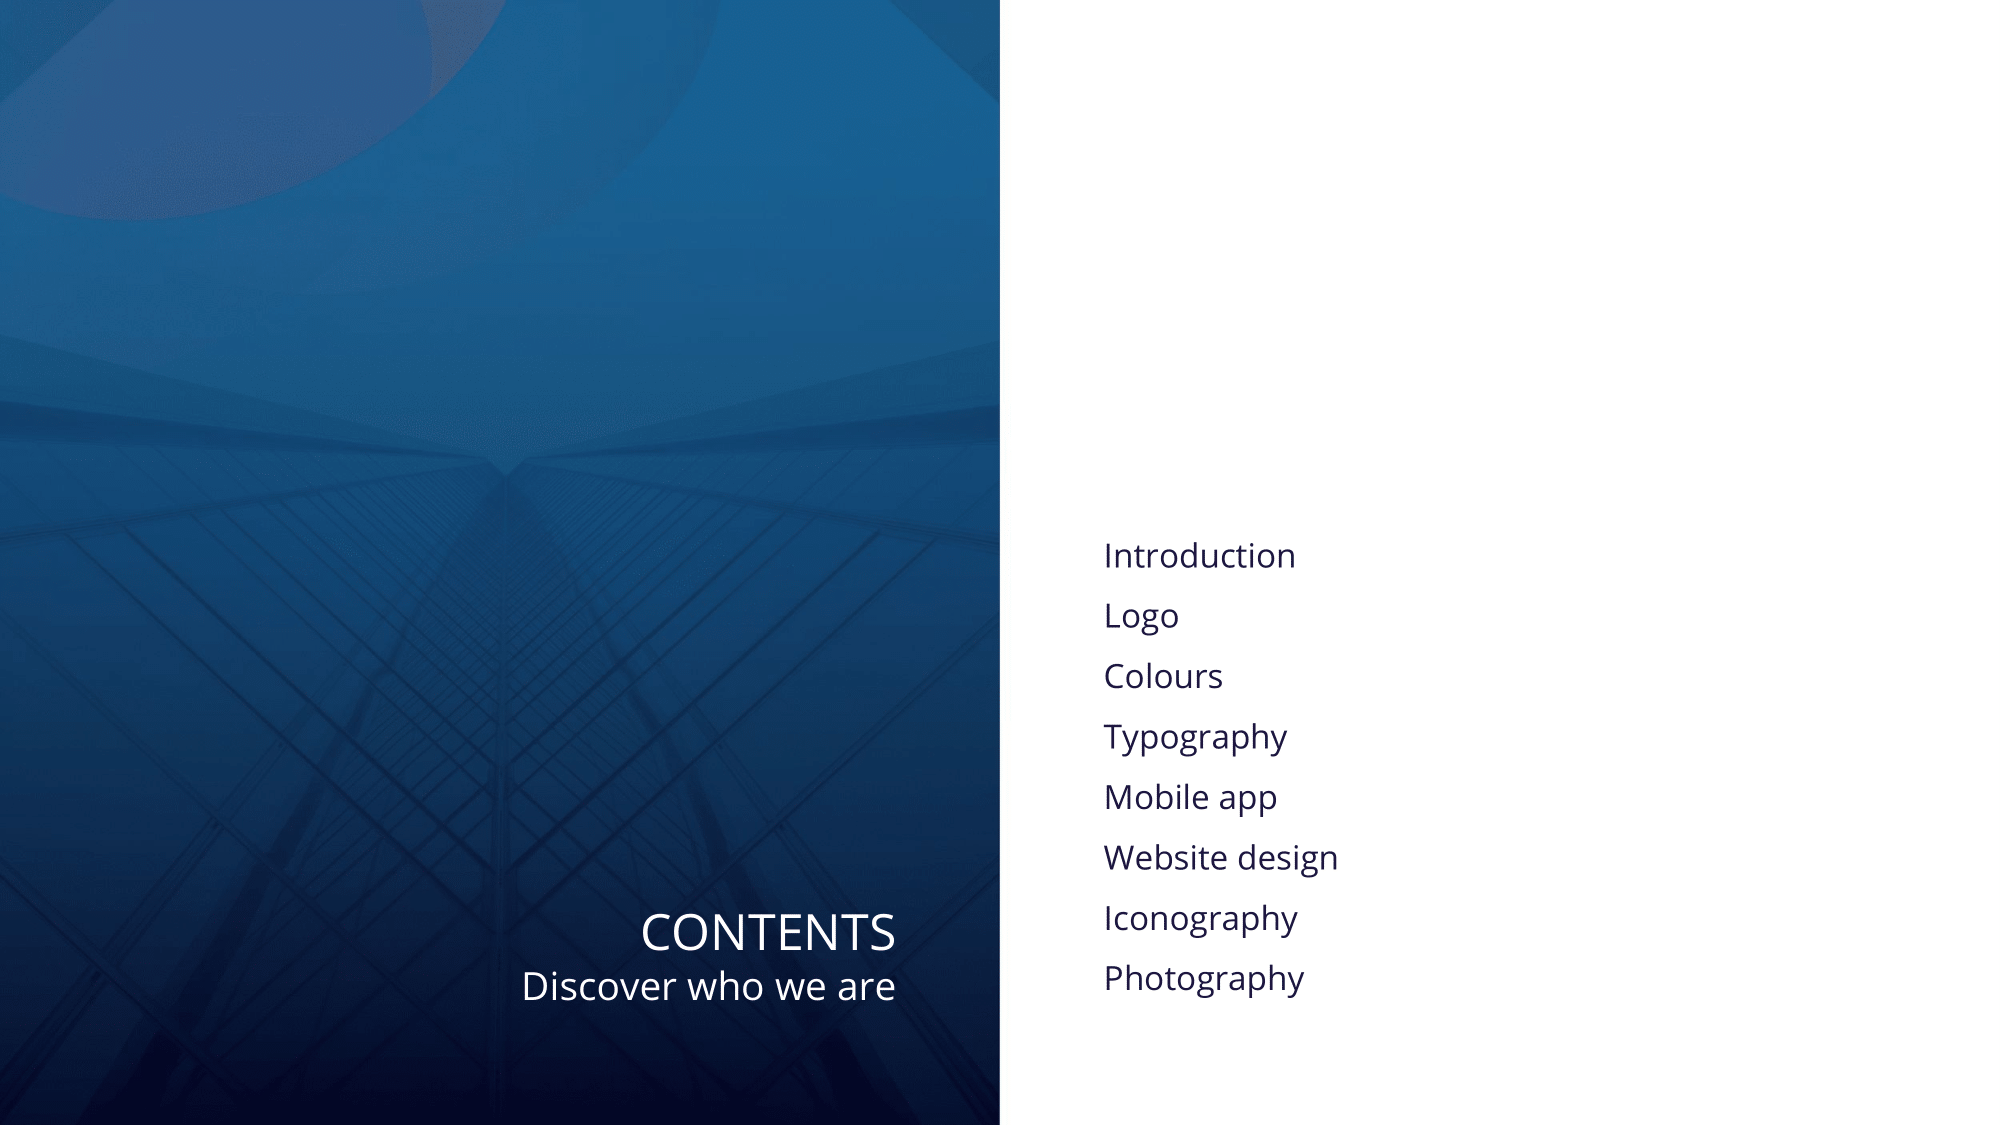 CONTENTS
Discover who we are
Introduction
Logo
Colours
Typography
Mobile app
Website design
Iconography
Photography